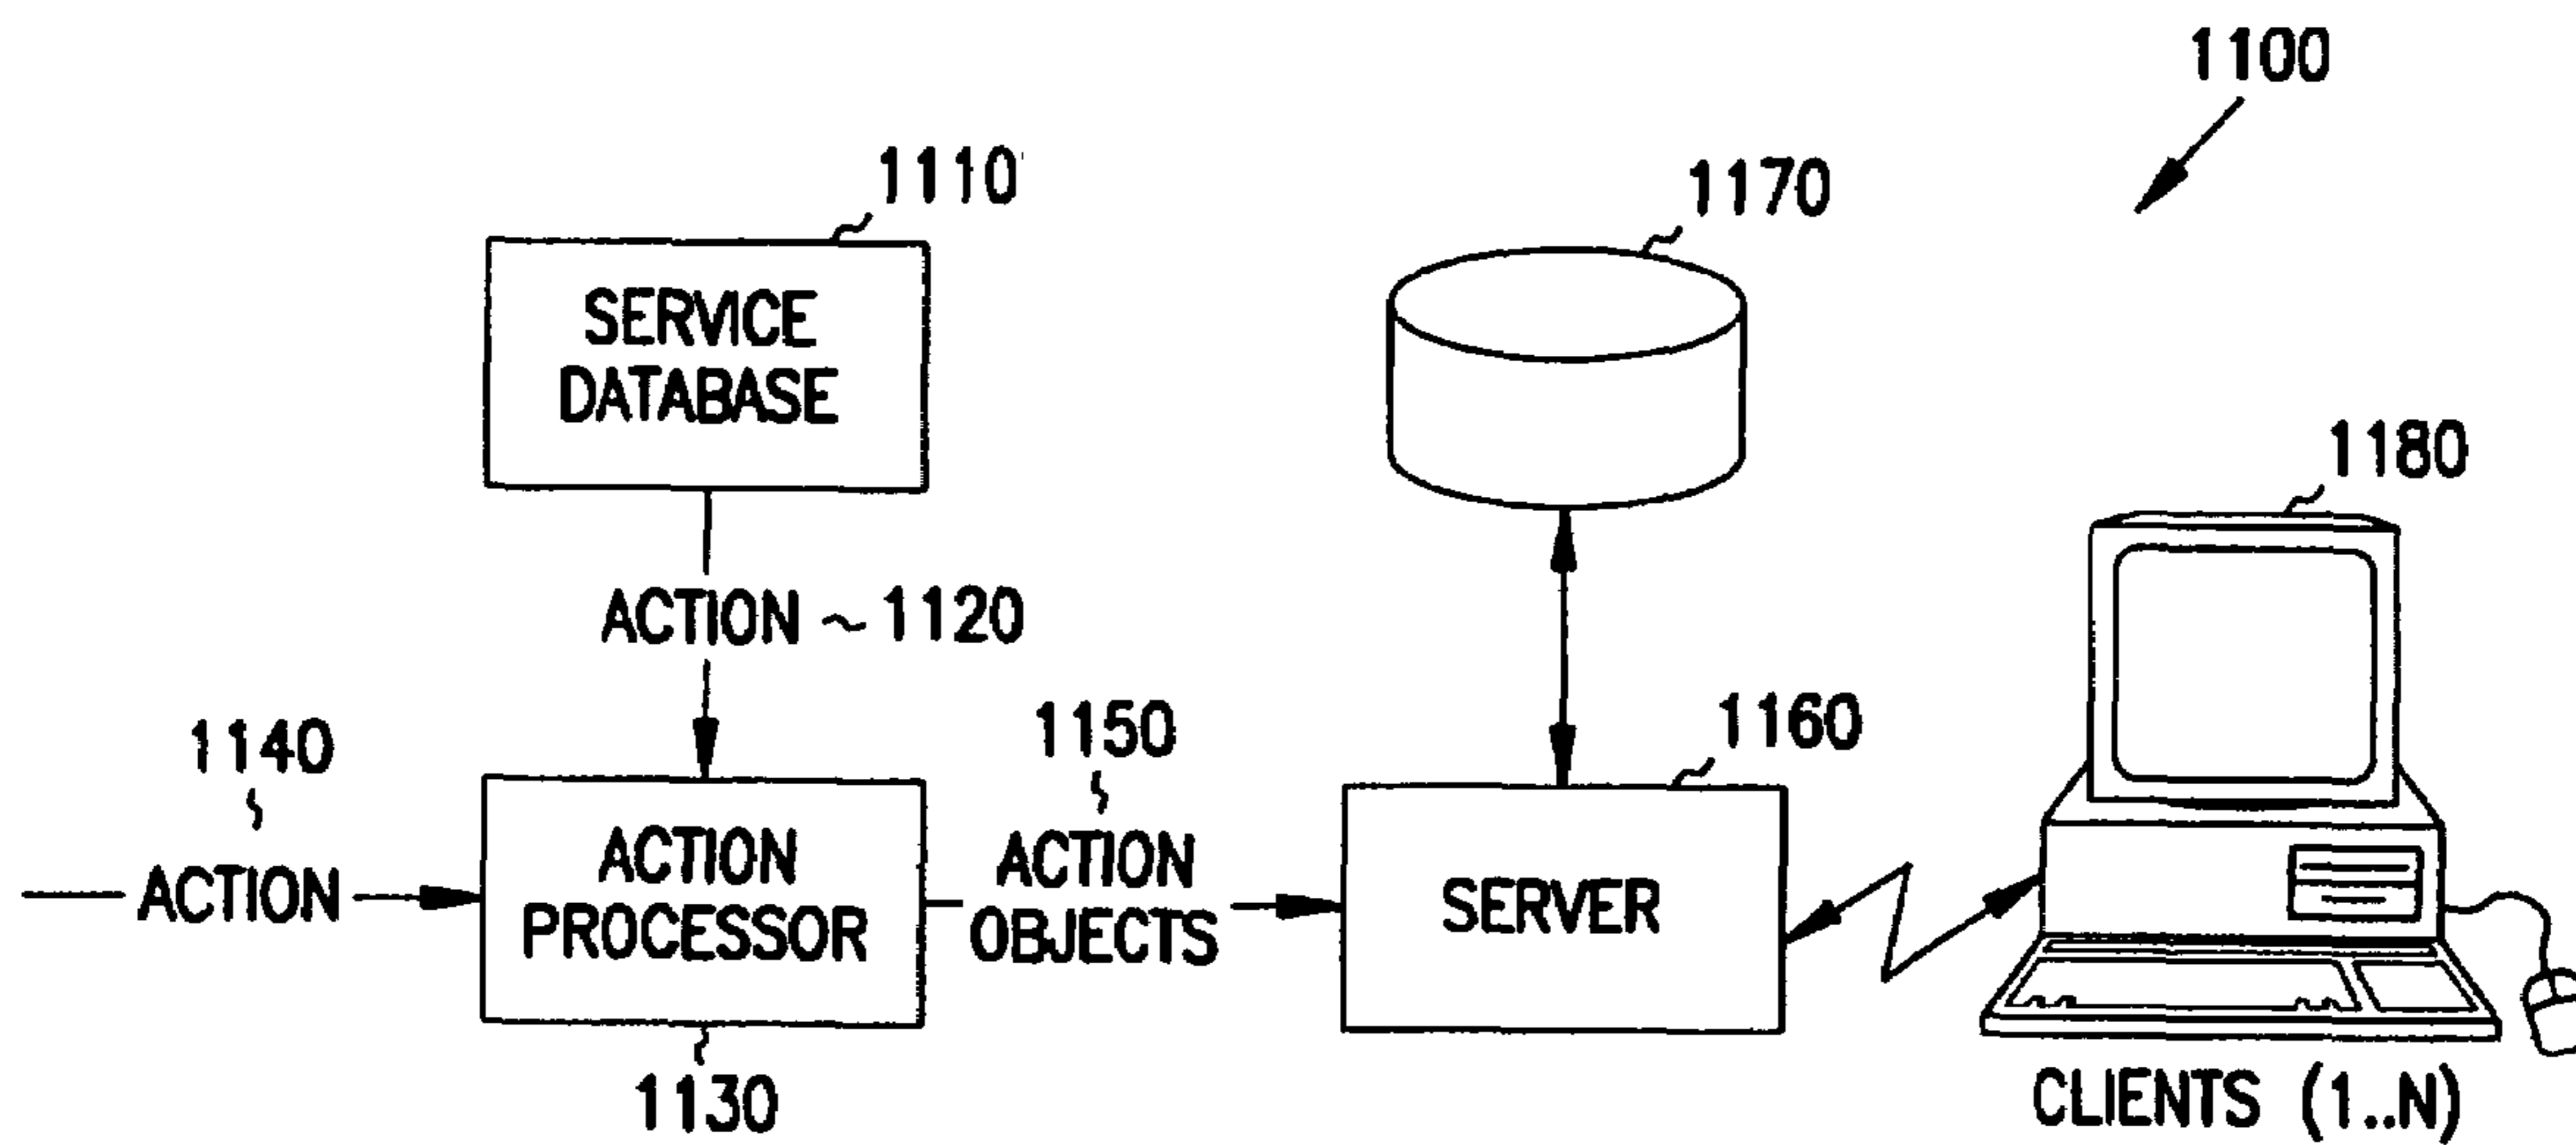 1100
1110
1170
SERVICE
DATABASE
1180
ACTION ~ 1120
1140
1150
1160
ACTION
ACTION
PROCESSOR
ACTION
OBJECTS
SERVER
1130
CLIENTS (1..N)